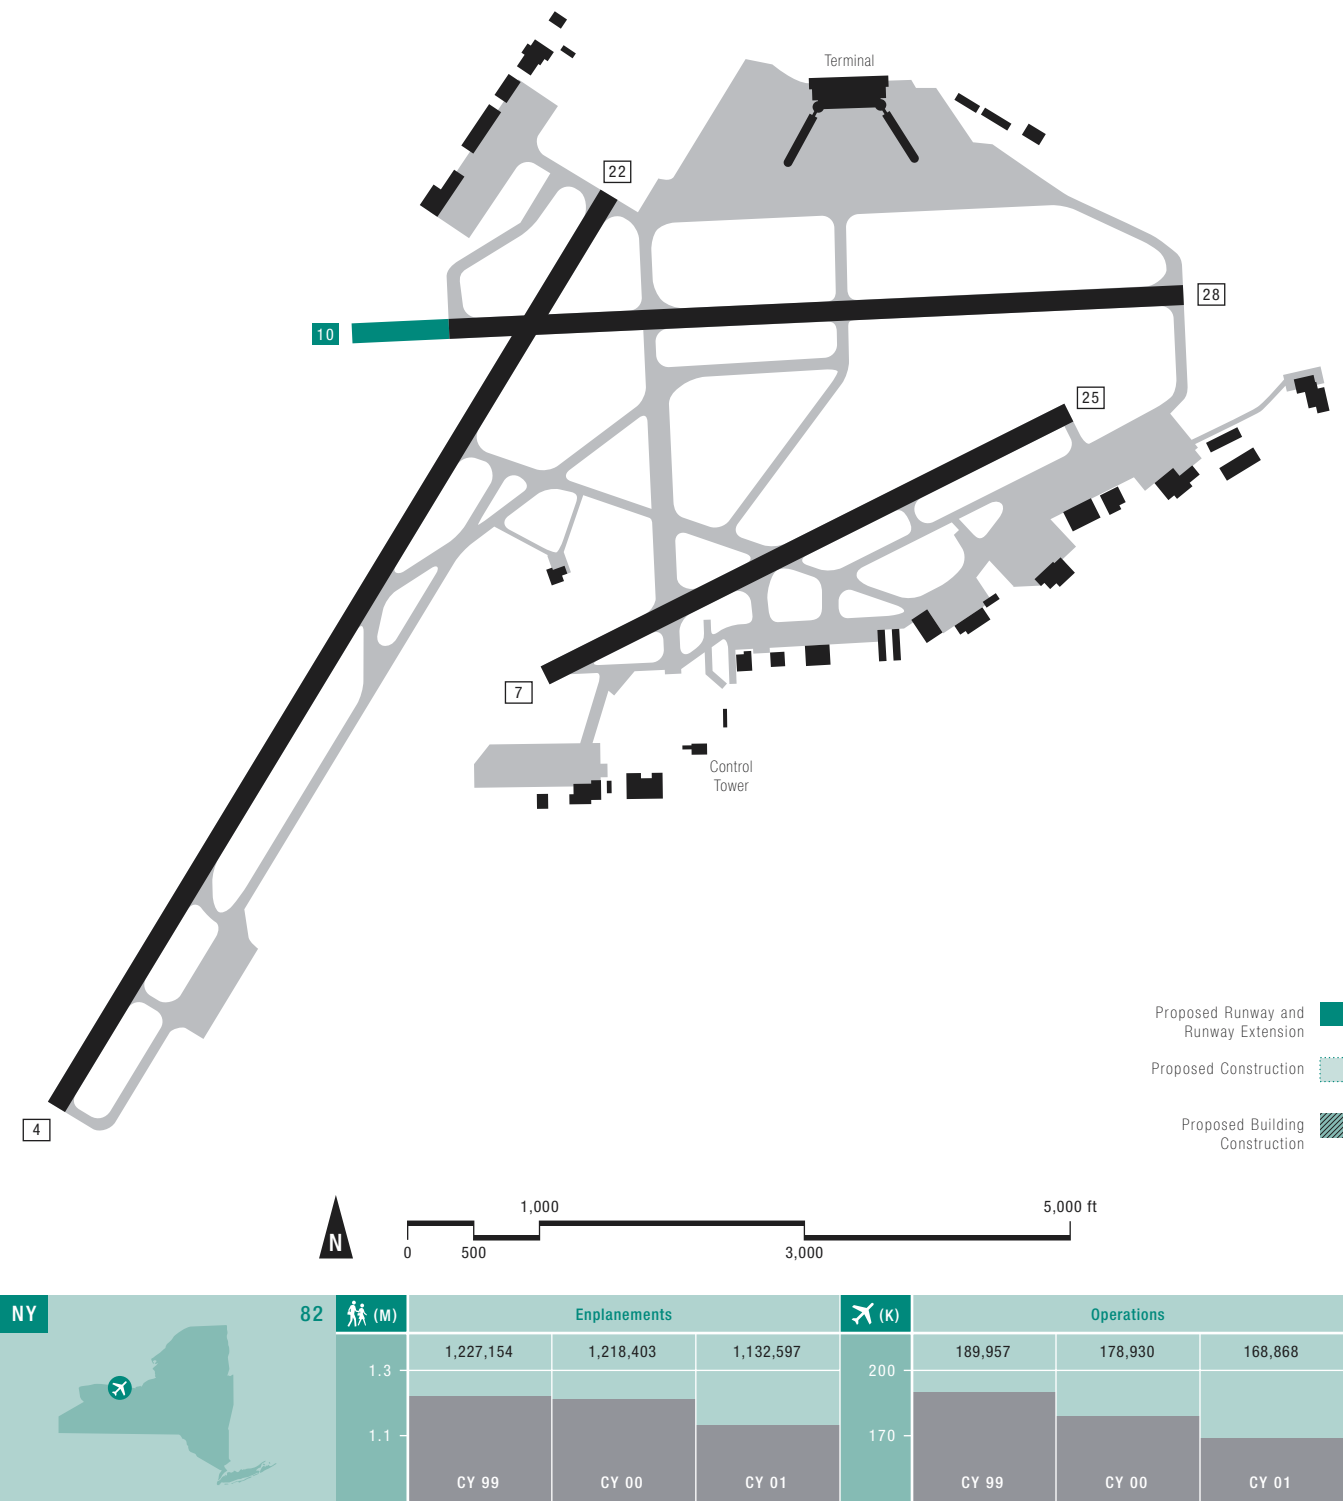 Terminal
22
28
10
25
7
Control
Tower
4
Proposed Runway and
Runway Extension
Proposed Construction
Proposed Building
Construction
N
1,000
5,000 ft
0
500
3,000
NY
82
(M)
Enplanements
(K)
Operations
1,227,154
1,218,403
1,132,597
189,957
178,930
168,868
1.3
200
1.1
170
CY 99
CY 00
CY 01
CY 99
CY 00
CY 01